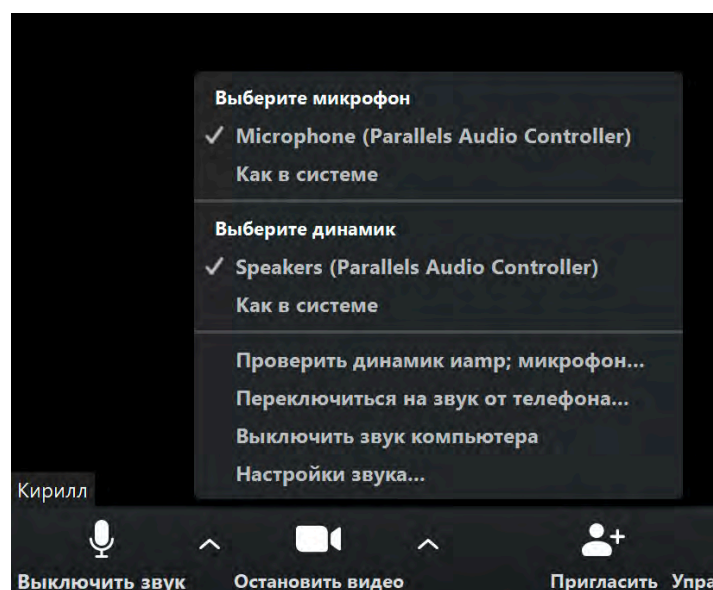 Выберите микрофон
Microphone (Parallels Audio Controller)
Как в системе
Выберите динамик
Speakers (Parallels Audio Controller)
Как в системе
Проверить динамик иamp; микрофон...
Переключиться на звук от телефона...
Выключить звук компьютера
Настройки звука...
Кирилл
Выключить звук
Остановить видео
Пригласить